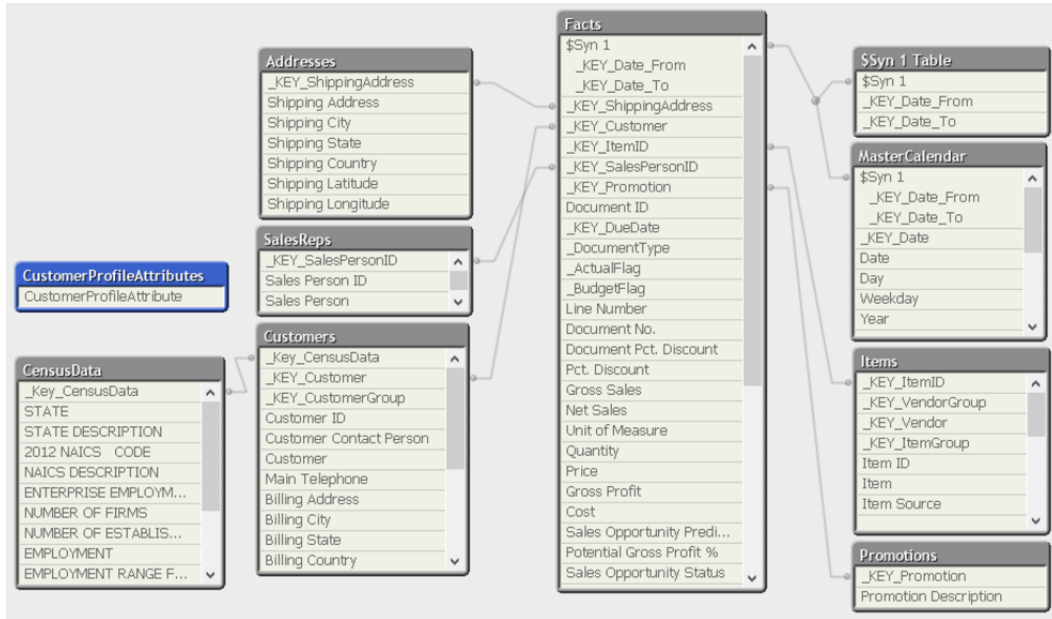 Addresses
_KEY_ShippingAddress
Shipping Address
Shipping City
Shipping State
Shipping Country
Shipping Latitude
Shipping Longitude
SalesReps
_KEY_SalesPersonID
Sales Person ID
Sales Person
CustomerProfileAttributes
CustomerProfileAttribute
CensusData
_Key_CensusData
STATE
STATE DESCRIPTION
2012 NAICS CODE
NAICS DESCRIPTION
ENTERPRISE EMPLOYM...
NUMBER OF FIRMS
NUMBER OF ESTABLIS...
EMPLOYMENT
EMPLOYMENT RANGE F...
Customers
_Key_CensusData
_KEY_Customer
_KEY_CustomerGroup
Customer ID
Customer Contact Person
Customer
Main Telephone
Billing Address
Billing City
Billing State
Billing Country
Facts
$Syn 1
_KEY_Date_From
_KEY_Date_To
_KEY_ShippingAddress
_KEY_Customer
_KEY_ItemID
_KEY_SalesPersonID
_KEY_Promotion
Document ID
_KEY_DueDate
_DocumentType
_ActualFlag
_BudgetFlag
Line Number
Document No.
Document Pct. Discount
Pct. Discount
Gross Sales
Net Sales
Unit of Measure
Quantity
Price
Gross Profit
Cost
Sales Opportunity Predi...
Potential Gross Profit %
Sales Opportunity Status
$Syn 1 Table
$Syn 1
_KEY_Date_From
_KEY_Date_To
MasterCalendar
$Syn 1
_KEY_Date_From
_KEY_Date_To
_KEY_Date
Date
Day
Weekday
Year
Items
_KEY_ItemID
_KEY_VendorGroup
_KEY_Vendor
_KEY_ItemGroup
Item ID
Item
Item Source
Promotions
_KEY_Promotion
Promotion Description